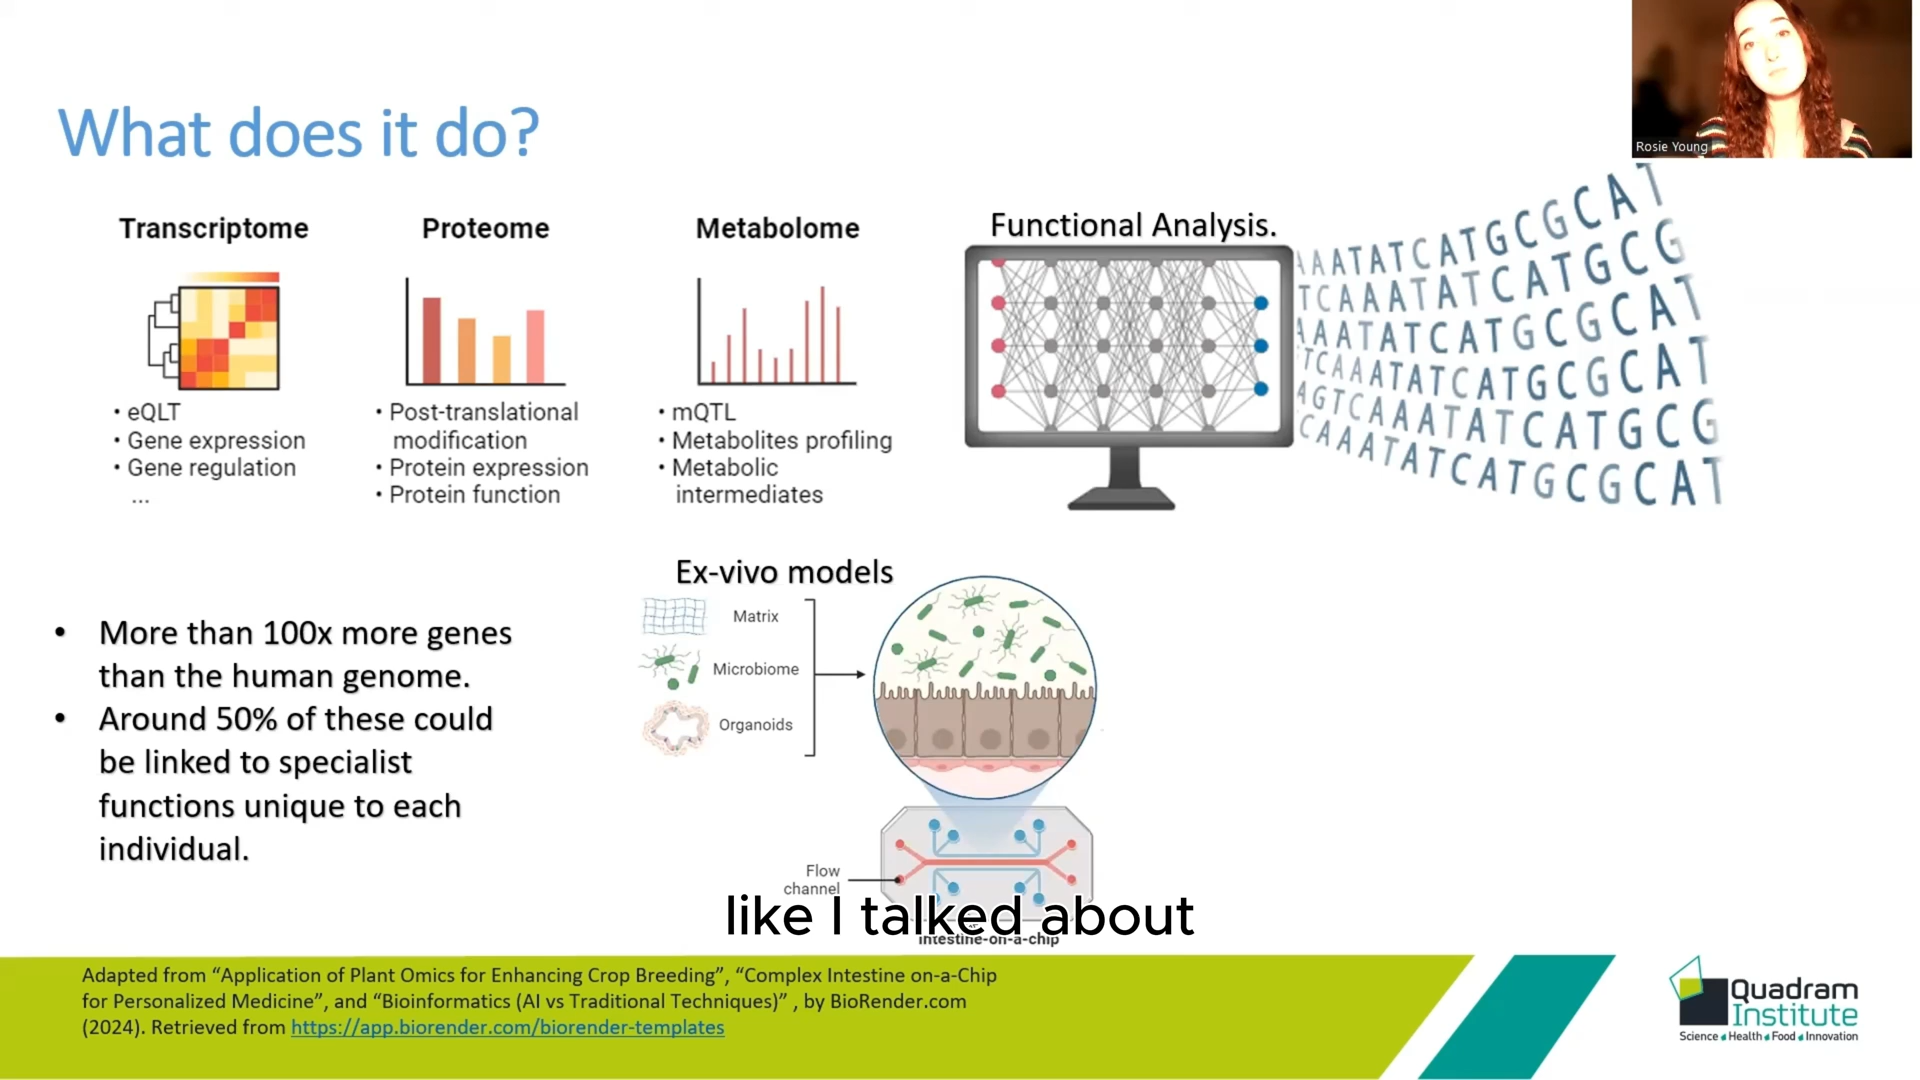 What does it do?
Rosie Young
Transcriptome
Proteome
Metabolome
Functional Analysis.
• eQLT
• Gene expression
• Gene regulation
...
• Post-translational
modification
• Protein expression
• Protein function
• mQTL
• Metabolites profiling
• Metabolic
intermediates
AAATATCATGCGCAT
TCAAATATCATGCG
AAATATCATGCGCAT
TCAAATATCATGCGCAT
AGTCAAATATCATGCG
CAAATATCATGCGCAT
• More than 100x more genes
than the human genome.
• Around 50% of these could
be linked to specialist
functions unique to each
individual.
Ex-vivo models
Matrix
Microbiome
Organoids
Flow
channel
like I talked about
intestine-on-a-chip
Adapted from “Application of Plant Omics for Enhancing Crop Breeding”, “Complex Intestine on-a-Chip
for Personalized Medicine”, and “Bioinformatics (AI vs Traditional Techniques)” , by BioRender.com
(2024). Retrieved from https://app.biorender.com/biorender-templates
Quadram
Institute
Science • Health • Food • Innovation